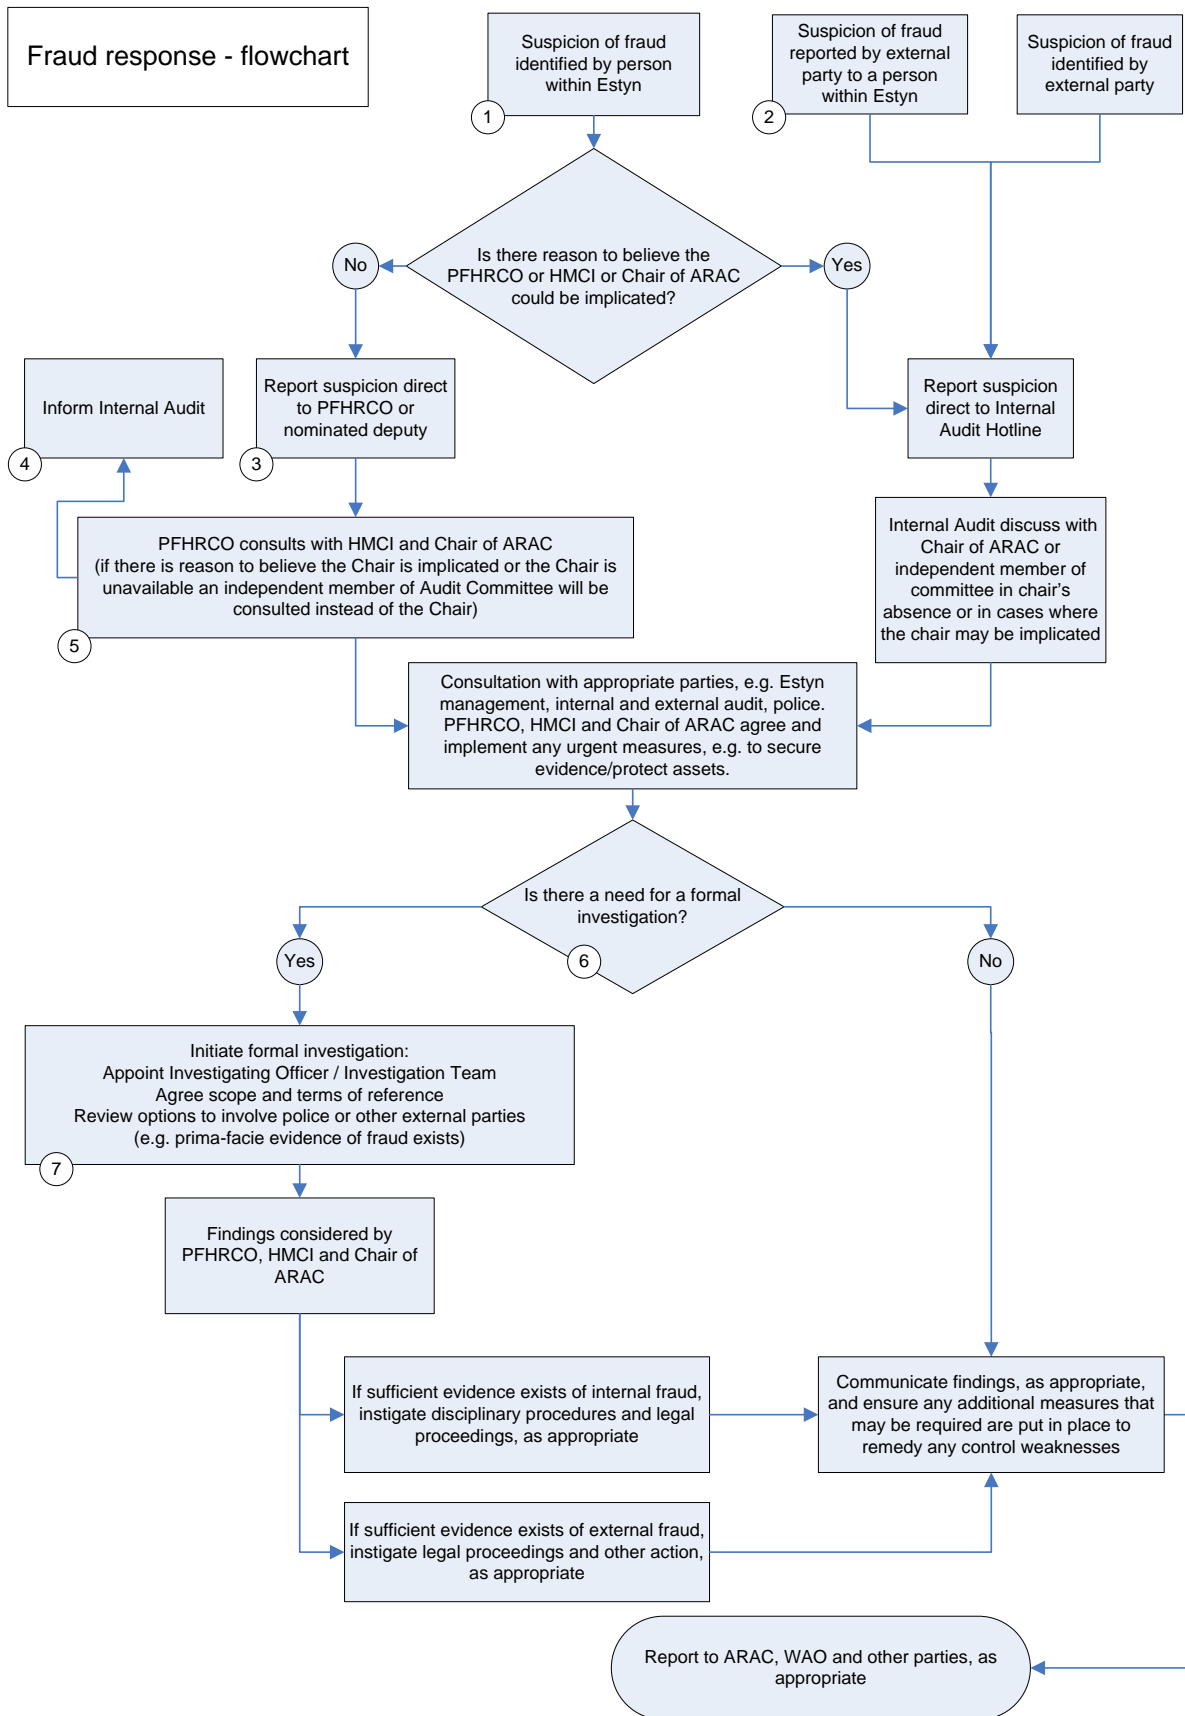 Fraud response - flowchart
Suspicion of fraud
identified by person
within Estyn
1
Suspicion of fraud
reported by external
party to a person
within Estyn
2
Suspicion of fraud
identified by
external party
Is there reason to believe the
PFHRCO or HMCI or Chair of ARAC
could be implicated?
No
Yes
Inform Internal Audit
4
Report suspicion direct
to PFHRCO or
nominated deputy
3
Report suspicion
direct to Internal
Audit Hotline
PFHRCO consults with HMCI and Chair of ARAC
(if there is reason to believe the Chair is implicated or the Chair is
unavailable an independent member of Audit Committee will be
consulted instead of the Chair)
5
Internal Audit discuss with
Chair of ARAC or
independent member of
committee in chair's
absence or in cases where
the chair may be implicated
Consultation with appropriate parties, e.g. Estyn
management, internal and external audit, police.
PFHRCO, HMCI and Chair of ARAC agree and
implement any urgent measures, e.g. to secure
evidence/protect assets.
Is there a need for a formal
investigation?
6
Yes
No
Initiate formal investigation:
Appoint Investigating Officer / Investigation Team
Agree scope and terms of reference
Review options to involve police or other external parties
(e.g. prima-facie evidence of fraud exists)
7
Findings considered by
PFHRCO, HMCI and Chair of
ARAC
If sufficient evidence exists of internal fraud,
instigate disciplinary procedures and legal
proceedings, as appropriate
Communicate findings, as appropriate,
and ensure any additional measures that
may be required are put in place to
remedy any control weaknesses
If sufficient evidence exists of external fraud,
instigate legal proceedings and other action,
as appropriate
Report to ARAC, WAO and other parties, as
appropriate